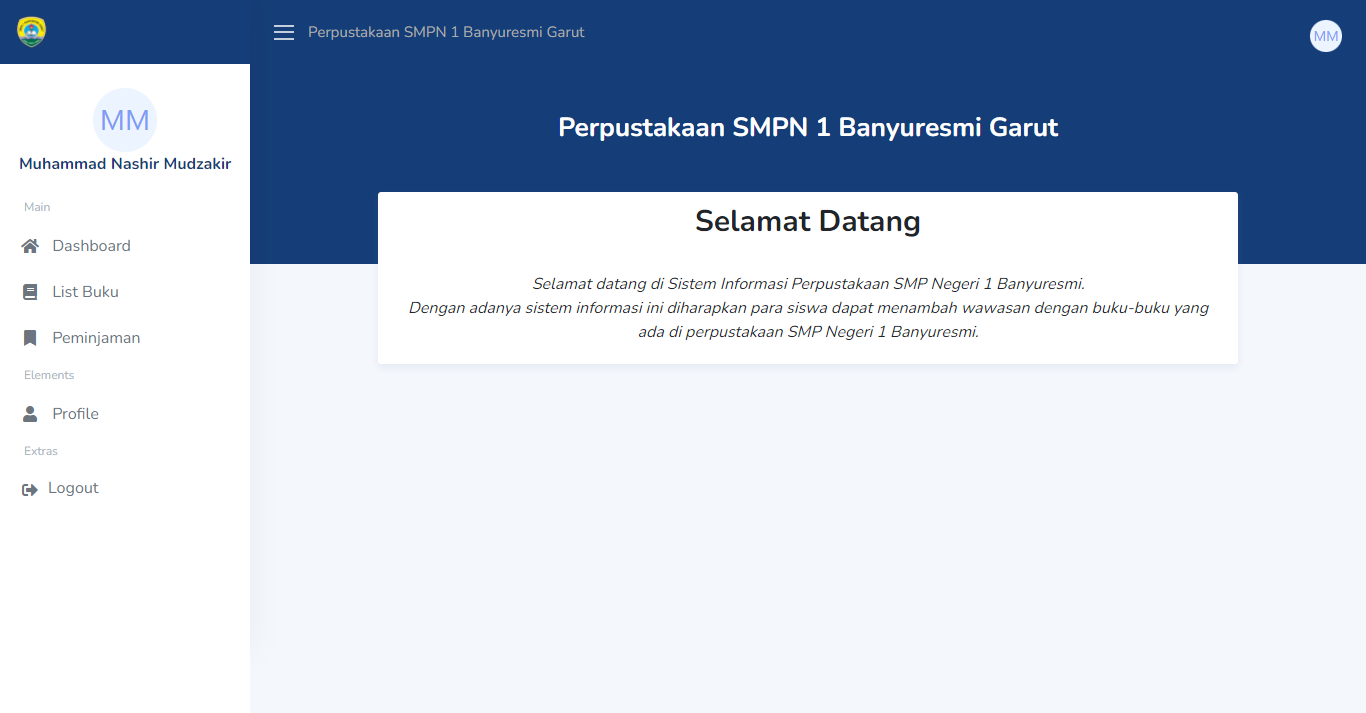 Perpustakaan SMPN 1 Banyuresmi Garut
MM
MM
Muhammad Nashir Mudzakir
Main
Dashboard
List Buku
Peminjaman
Elements
Profile
Extras
Logout
Perpustakaan SMPN 1 Banyuresmi Garut
Selamat Datang
Selamat datang di Sistem Informasi Perpustakaan SMP Negeri 1 Banyuresmi.
Dengan adanya sistem informasi ini diharapkan para siswa dapat menambah wawasan dengan buku-buku yang
ada di perpustakaan SMP Negeri 1 Banyuresmi.